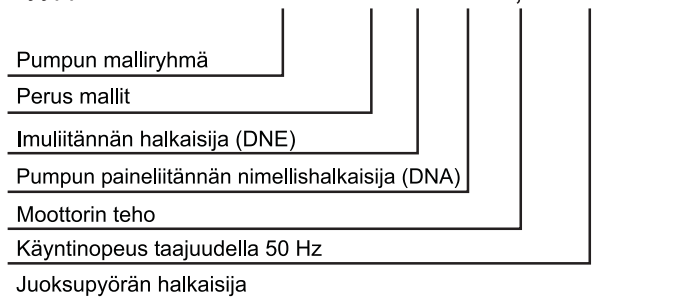 Pumpun malliryhmä
Perus mallit
Imuliitännän halkaisija (DNE)
Pumpun paineliitännän nimellishalkaisija (DNA)
Moottorin teho
Käyntinopeus taajuudella 50 Hz
Juoksupyörän halkaisija